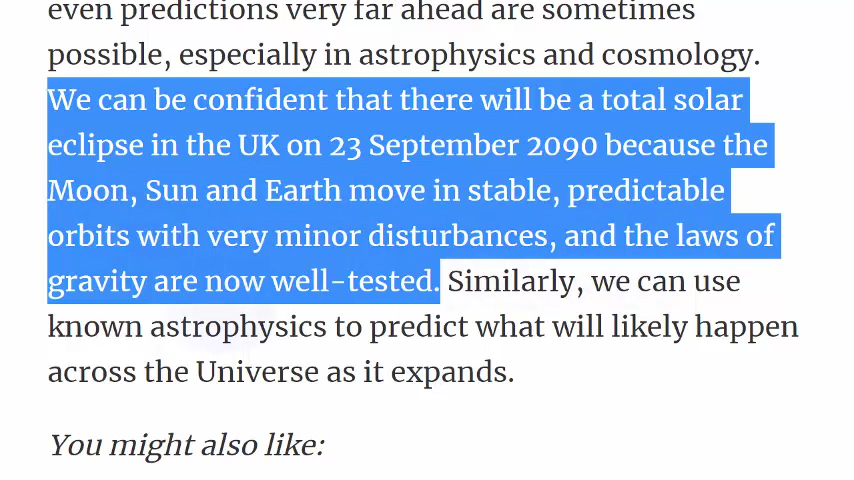 even predictions very far ahead are sometimes
possible, especially in astrophysics and cosmology.
We can be confident that there will be a total solar
eclipse in the UK on 23 September 2090 because the
Moon, Sun and Earth move in stable, predictable
orbits with very minor disturbances, and the laws of
gravity are now well-tested. Similarly, we can use
known astrophysics to predict what will likely happen
across the Universe as it expands.
You might also like: